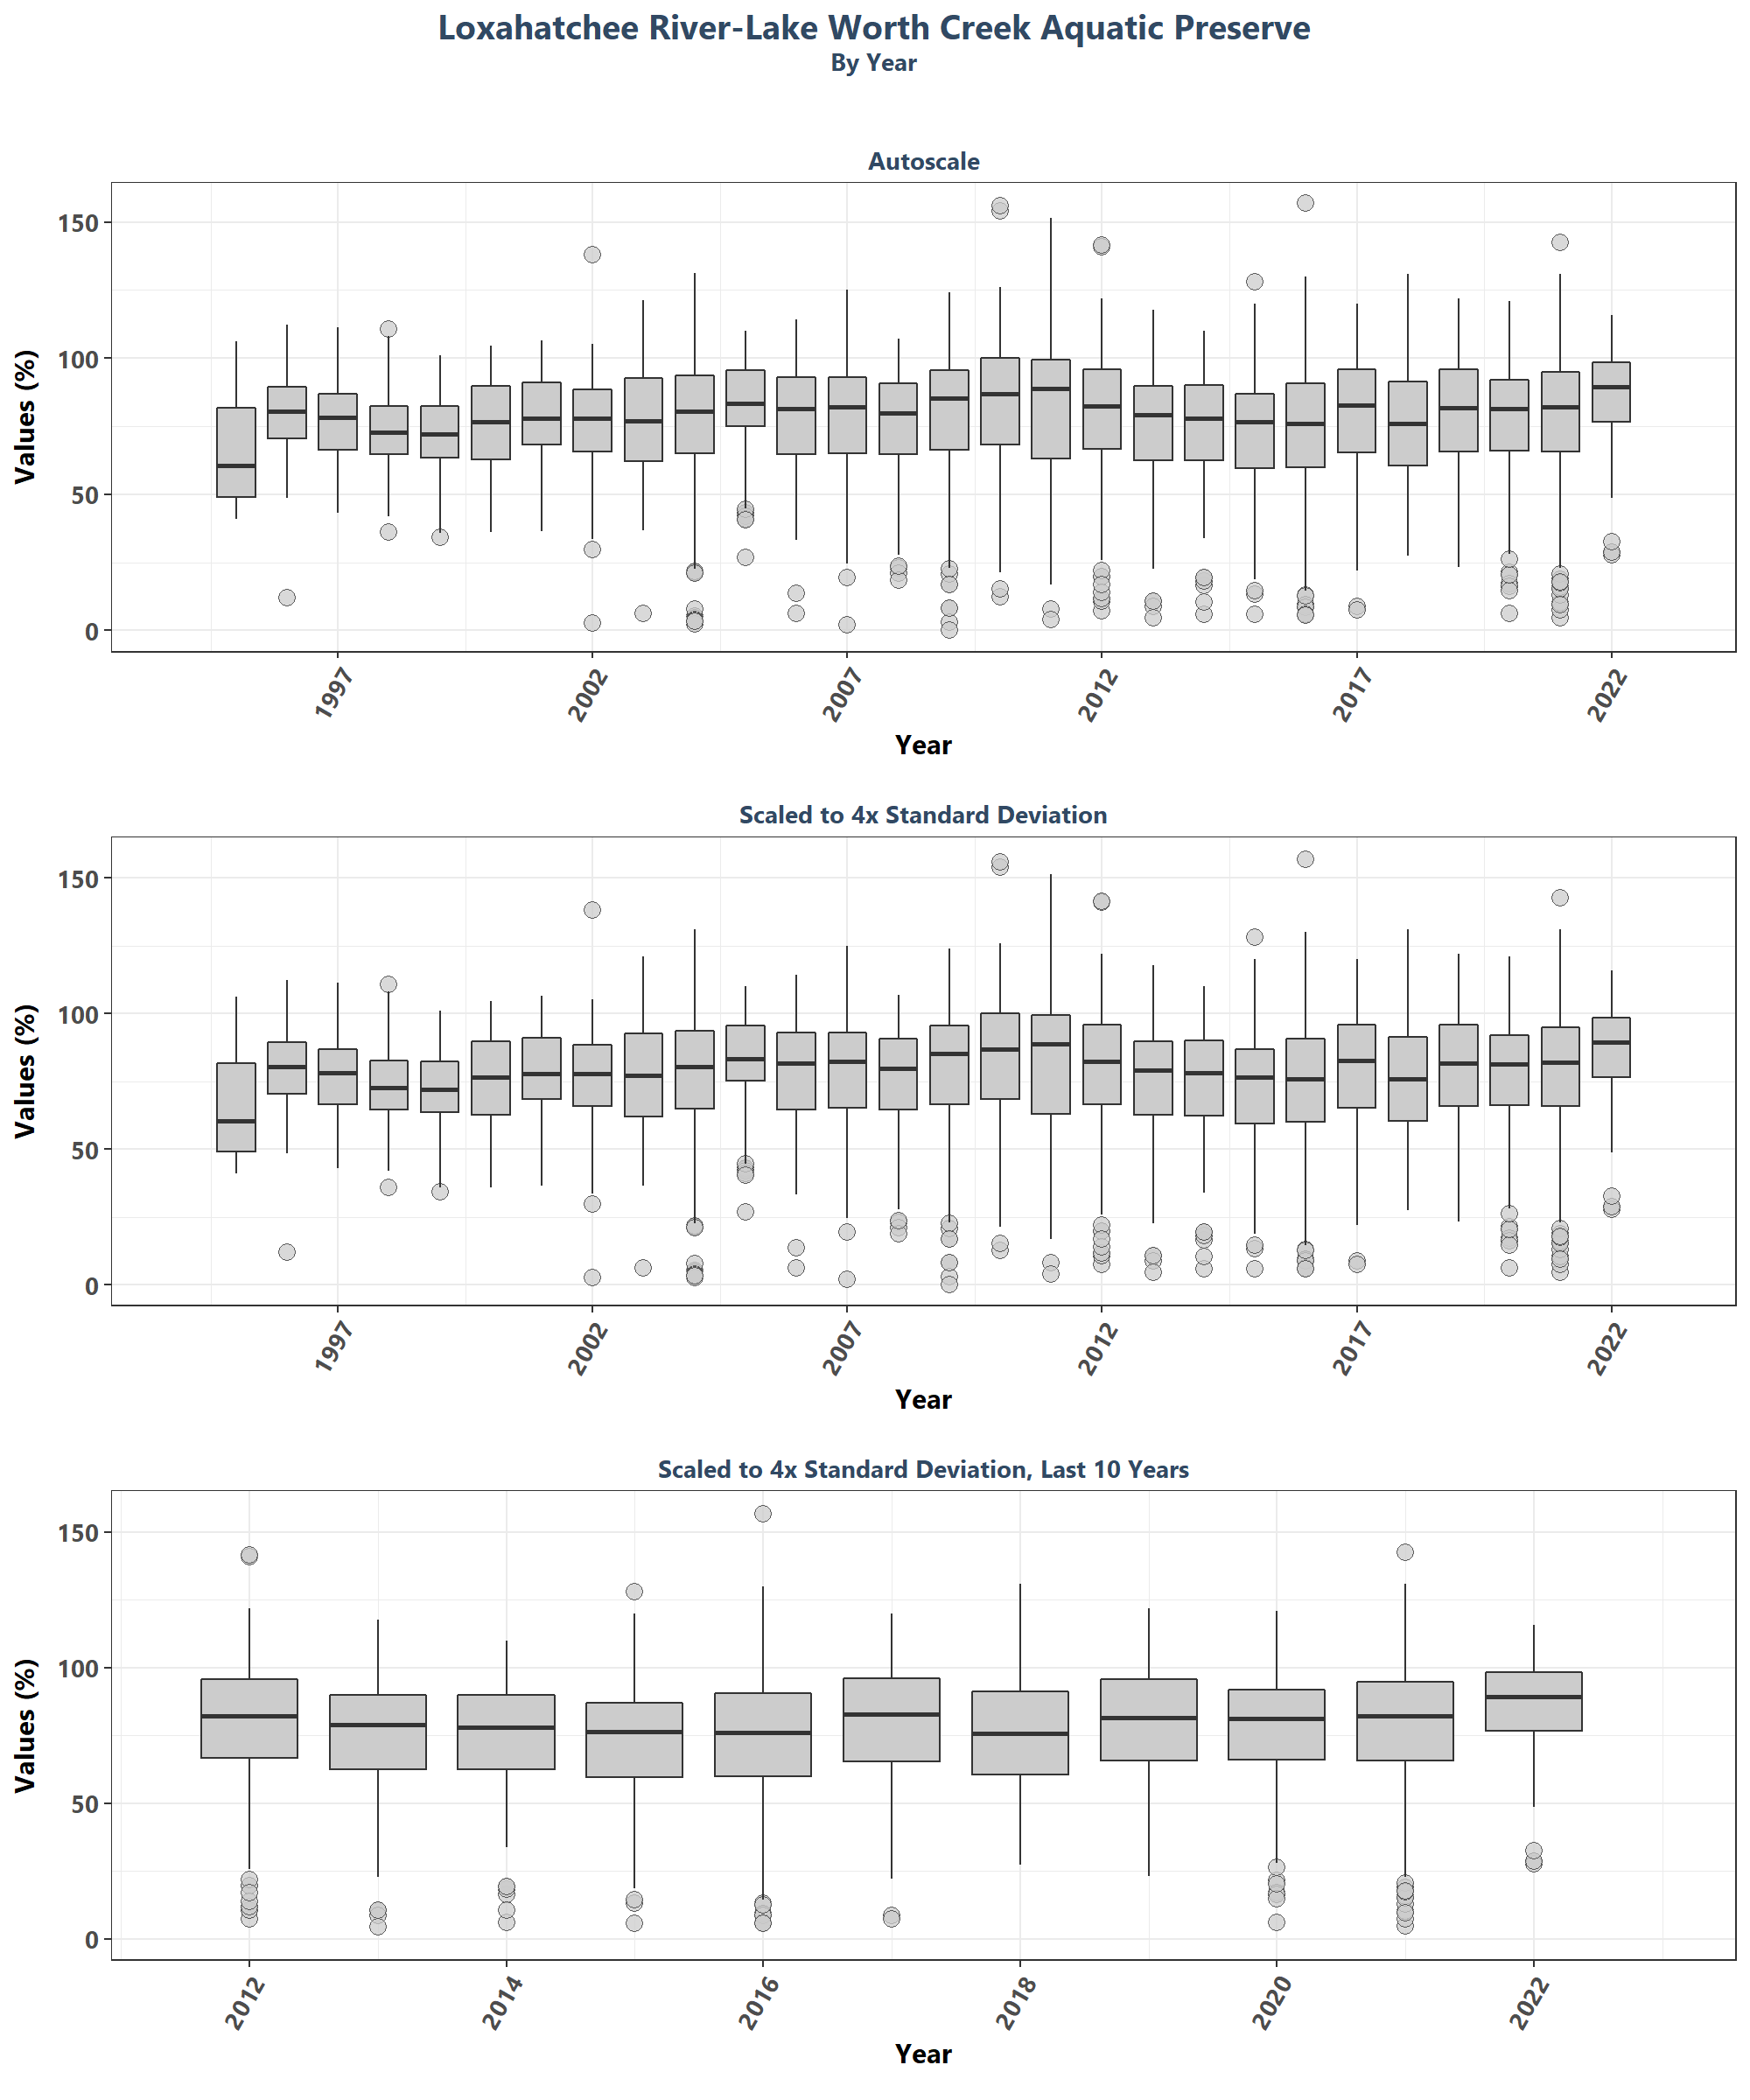 Loxahatchee River-Lake Worth Creek Aquatic Preserve
By Year
Autoscale
Values (%)
150
100
50
0
1997
2002
2007
2012
2017
2022
Year
Scaled to 4x Standard Deviation
Values (%)
150
100
50
0
1997
2002
2007
2012
2017
2022
Year
Scaled to 4x Standard Deviation, Last 10 Years
Values (%)
150
100
50
0
2012
2014
2016
2018
2020
2022
Year